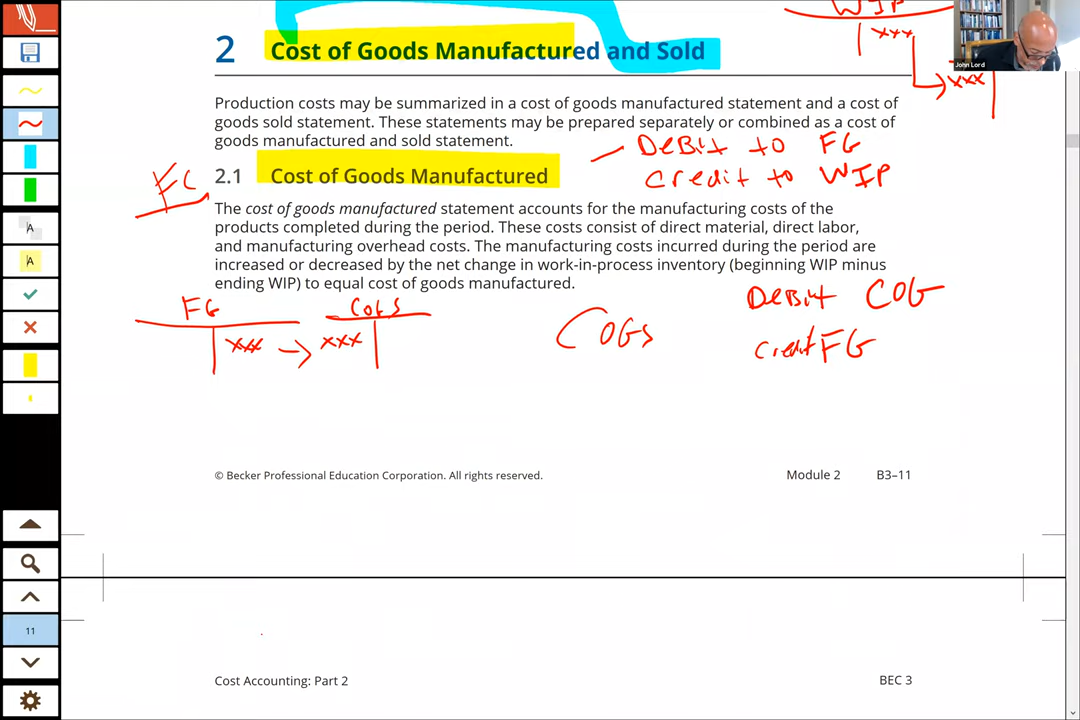 WIP
xxx
John Lord
xxx
2 Cost of Goods Manufactured and Sold
Production costs may be summarized in a cost of goods manufactured statement and a cost of
goods sold statement. These statements may be prepared separately or combined as a cost of
goods manufactured and sold statement.
DeBit to FG
2.1 Cost of Goods Manufactured
credit to WIP
The cost of goods manufactured statement accounts for the manufacturing costs of the
products completed during the period. These costs consist of direct material, direct labor,
and manufacturing overhead costs. The manufacturing costs incurred during the period are
increased or decreased by the net change in work-in-process inventory (beginning WIP minus
ending WIP) to equal cost of goods manufactured.
FG COGS
DeBit COG
xxx xxx
COGS
credit FG
© Becker Professional Education Corporation. All rights reserved. Module 2 B3–11
11
Cost Accounting: Part 2 BEC 3